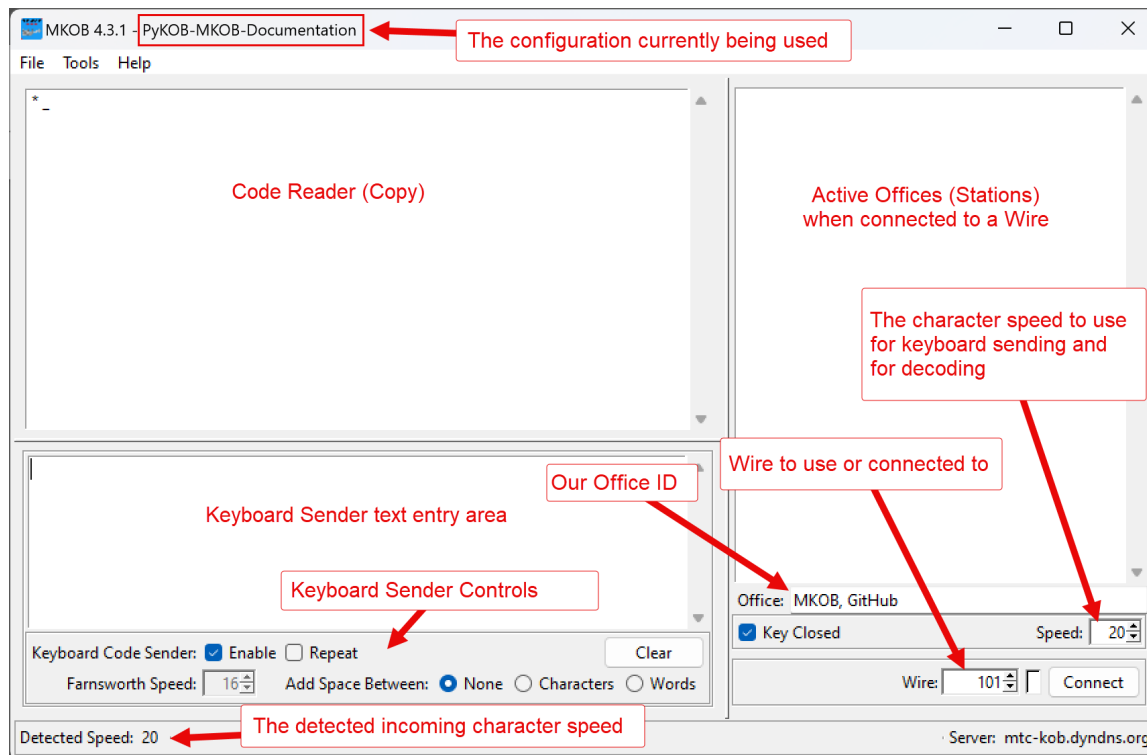 MKOB 4.3.1 - PyKOB-MKOB-Documentation
The configuration currently being used
File Tools Help
* _
Code Reader (Copy)
Active Offices (Stations)
when connected to a Wire
The character speed to use
for keyboard sending and
for decoding
Wire to use or connected to
Our Office ID
Keyboard Sender text entry area
Keyboard Sender Controls
Office: MKOB, GitHub
Key Closed Speed: 20
Keyboard Code Sender: Enable Repeat Clear
Farnsworth Speed: 16 Add Space Between: None Characters Words
Wire: 101 Connect
The detected incoming character speed
Detected Speed: 20
Server: mtc-kob.dyndns.org